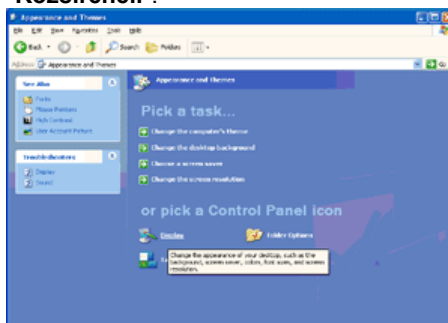 Appearance and Themes
File Edit View Favorites Tools Help
Back Search Folders
Address Appearance and Themes Go
See Also
Fonts
Mouse Pointers
High Contrast
User Account Picture
Troubleshooters
Display
Sound
Appearance and Themes
Pick a task...
Change the computer's theme
Change the desktop background
Choose a screen saver
Change the screen resolution
or pick a Control Panel icon
Display Folder Options
Change the appearance of your desktop, such as the
background, screen saver, colors, font sizes, and screen
resolution.